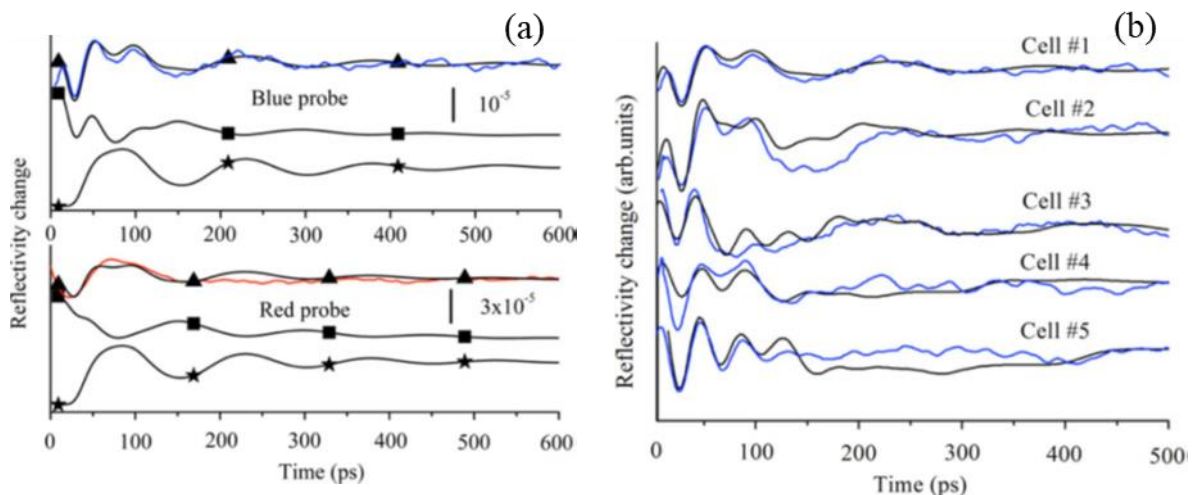 (a)
Blue probe
10⁻⁵
0 100 200 300 400 500 600
Red probe
3x10⁻⁵
0 100 200 300 400 500 600
Time (ps)
Reflectivity change
(b)
Cell #1
Cell #2
Cell #3
Cell #4
Cell #5
0 50 100 200 300 400 500
Time (ps)
Reflectivity change (arb.units)